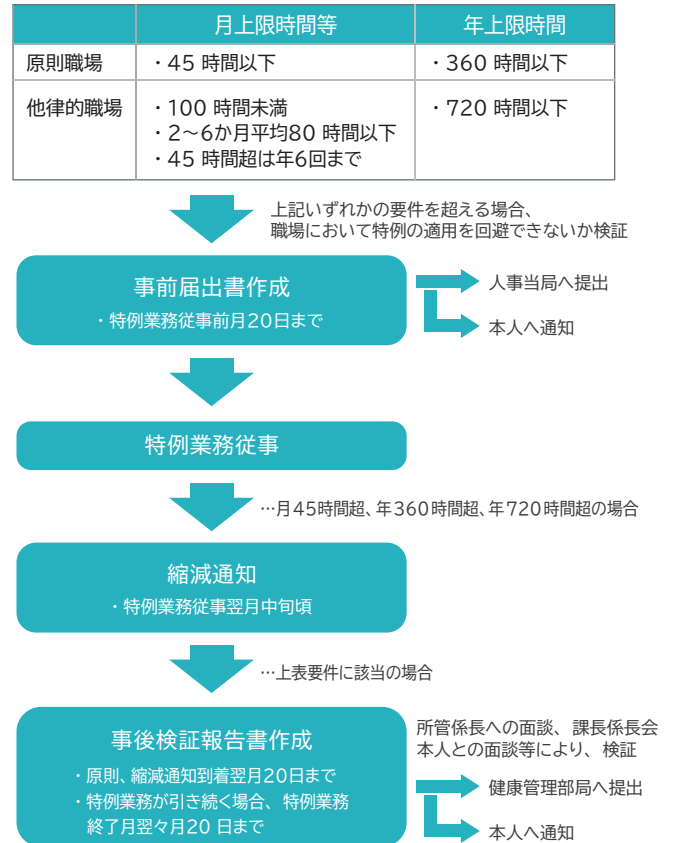 月上限時間等 年上限時間
原則職場 ・45 時間以下 ・360 時間以下
他律的職場 ・100 時間未満 ・720 時間以下
・2～6か月平均80 時間以下
・45 時間超は年6回まで
上記いずれかの要件を超える場合、
職場において特例の適用を回避できないか検証
事前届出書作成
・特例業務従事前月20日まで
人事当局へ提出
本人へ通知
特例業務従事
…月45時間超、年360時間超、年720時間超の場合
縮減通知
・特例業務従事翌月中旬頃
…上表要件に該当の場合
事後検証報告書作成
・原則、縮減通知到着翌月20日まで
・特例業務が引き続く場合、特例業務
終了月翌々月20 日まで
所管係長への面談、課長係長会
本人との面談等により、検証
健康管理部局へ提出
本人へ通知